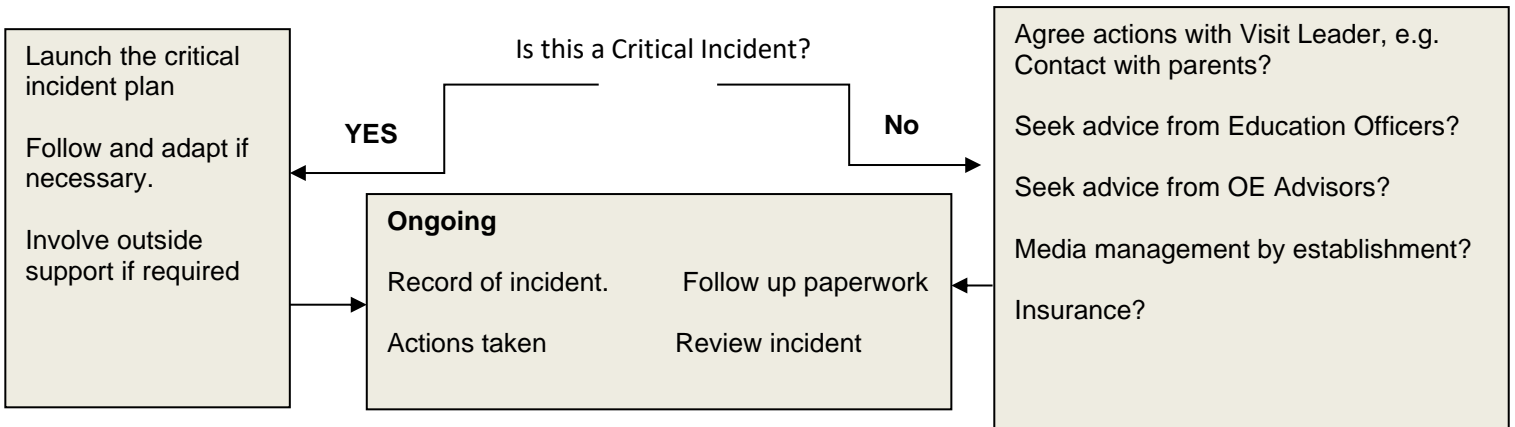 Is this a Critical Incident?
YES
No
Launch the critical
incident plan
Follow and adapt if
necessary.
Involve outside
support if required
Ongoing
Record of incident. Follow up paperwork
Actions taken Review incident
Agree actions with Visit Leader, e.g.
Contact with parents?
Seek advice from Education Officers?
Seek advice from OE Advisors?
Media management by establishment?
Insurance?